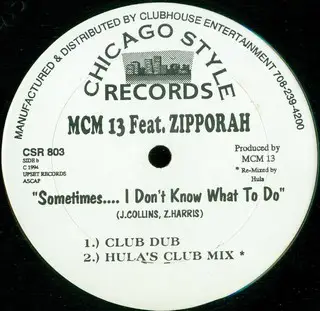 MANUFACTURED & DISTRIBUTED BY CLUBHOUSE ENTERTAINMENT 708-239-4200
CHICAGO STYLE
RECORDS
MCM 13 Feat. ZIPPORAH
CSR 803
SIDE b
C 1994
UPSET RECORDS
ASCAP
Produced by
MCM 13
* Re-Mixed by
Hula
"Sometimes.... I Don't Know What To Do"
(J.COLLINS, Z.HARRIS)
1.) CLUB DUB
2.) HULA'S CLUB MIX *